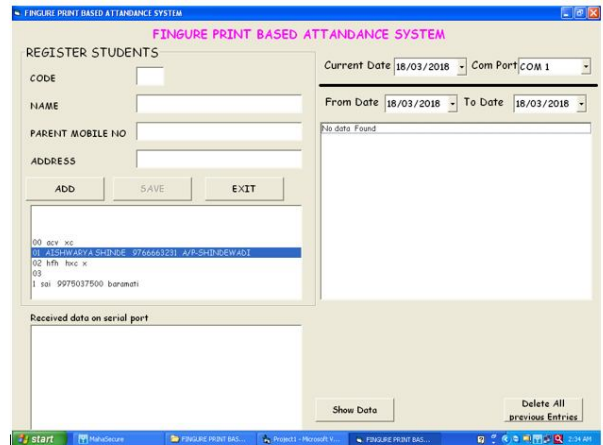 FINGURE PRINT BASED ATTANDANCE SYSTEM
FINGURE PRINT BASED ATTANDANCE SYSTEM
REGISTER STUDENTS
CODE
NAME
PARENT MOBILE NO
ADDRESS
ADD SAVE EXIT
00 acv xc
01 AISHWARYA SHINDE 9766663231 A/P-SHINDEWADI
02 hfh hxc x
03
1 sai 9975037500 baramati
Received data on serial port
Current Date 18/03/2018 Com Port COM 1
From Date 18/03/2018 To Date 18/03/2018
No data Found
Show Data
Delete All
previous Entries
start MahaSecure FINGURE PRINT BAS... Project1 - Microsoft V... FINGURE PRINT BAS... 2:34 AM